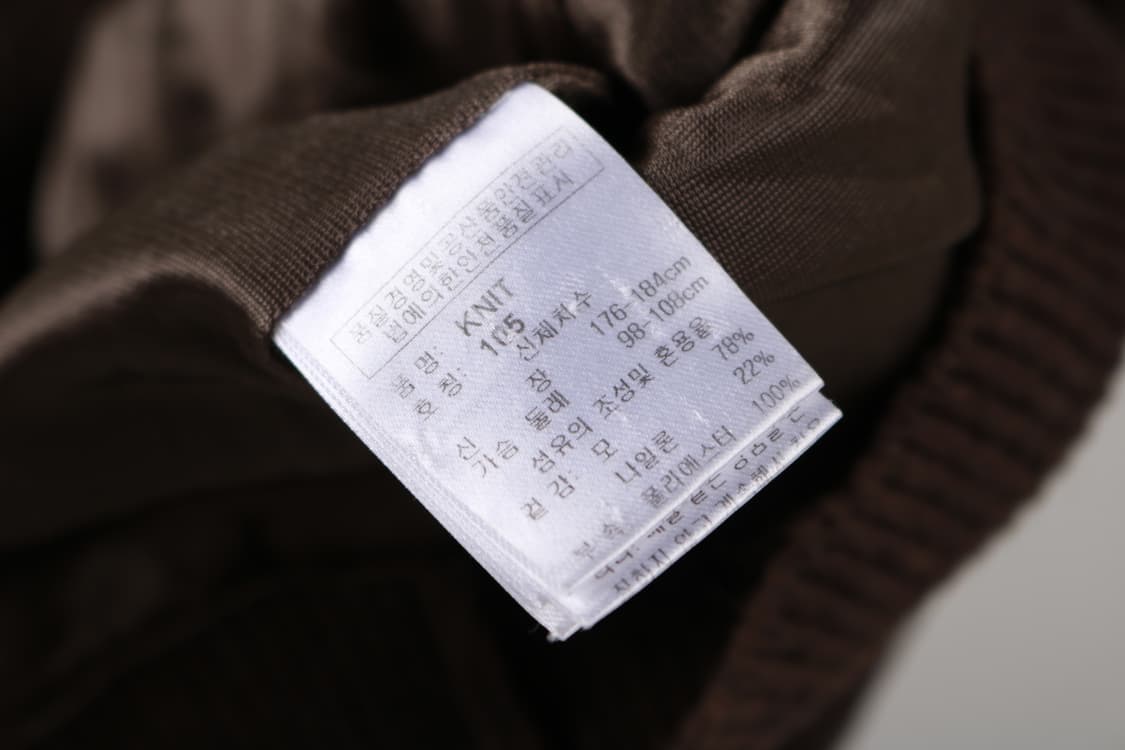 품질경영및공산품안전관리
법에의한안전품질표시
품 명: KNIT
호 칭: 105
신체치수
신 장 176-184cm
가슴 둘레 98-108cm
섬유의 조성및 혼용율
겉 감 모 78%
나일론 22%
부 속 폴리에스터 100%